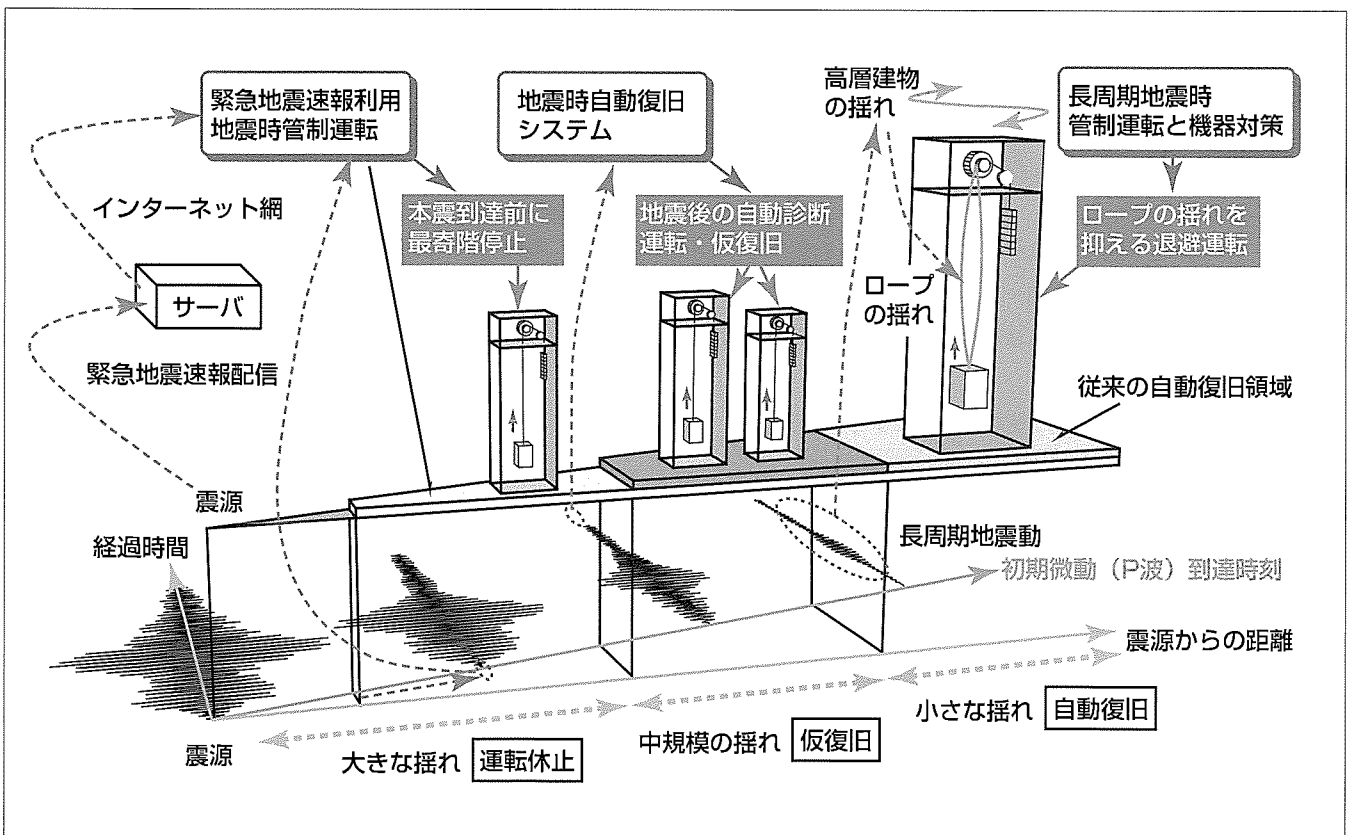 緊急地震速報利用
地震時管制運転
地震時自動復旧
システム
高層建物
の揺れ
長周期地震時
管制運転と機器対策
インターネット網
本震到達前に
最寄階停止
地震後の自動診断
運転・仮復旧
ロープの揺れを
抑える退避運転
サーバ
ロープ
の揺れ
緊急地震速報配信
従来の自動復旧領域
震源
経過時間
長周期地震動
初期微動（P波）到達時刻
震源からの距離
震源
大きな揺れ 運転休止
中規模の揺れ 仮復旧
小さな揺れ 自動復旧